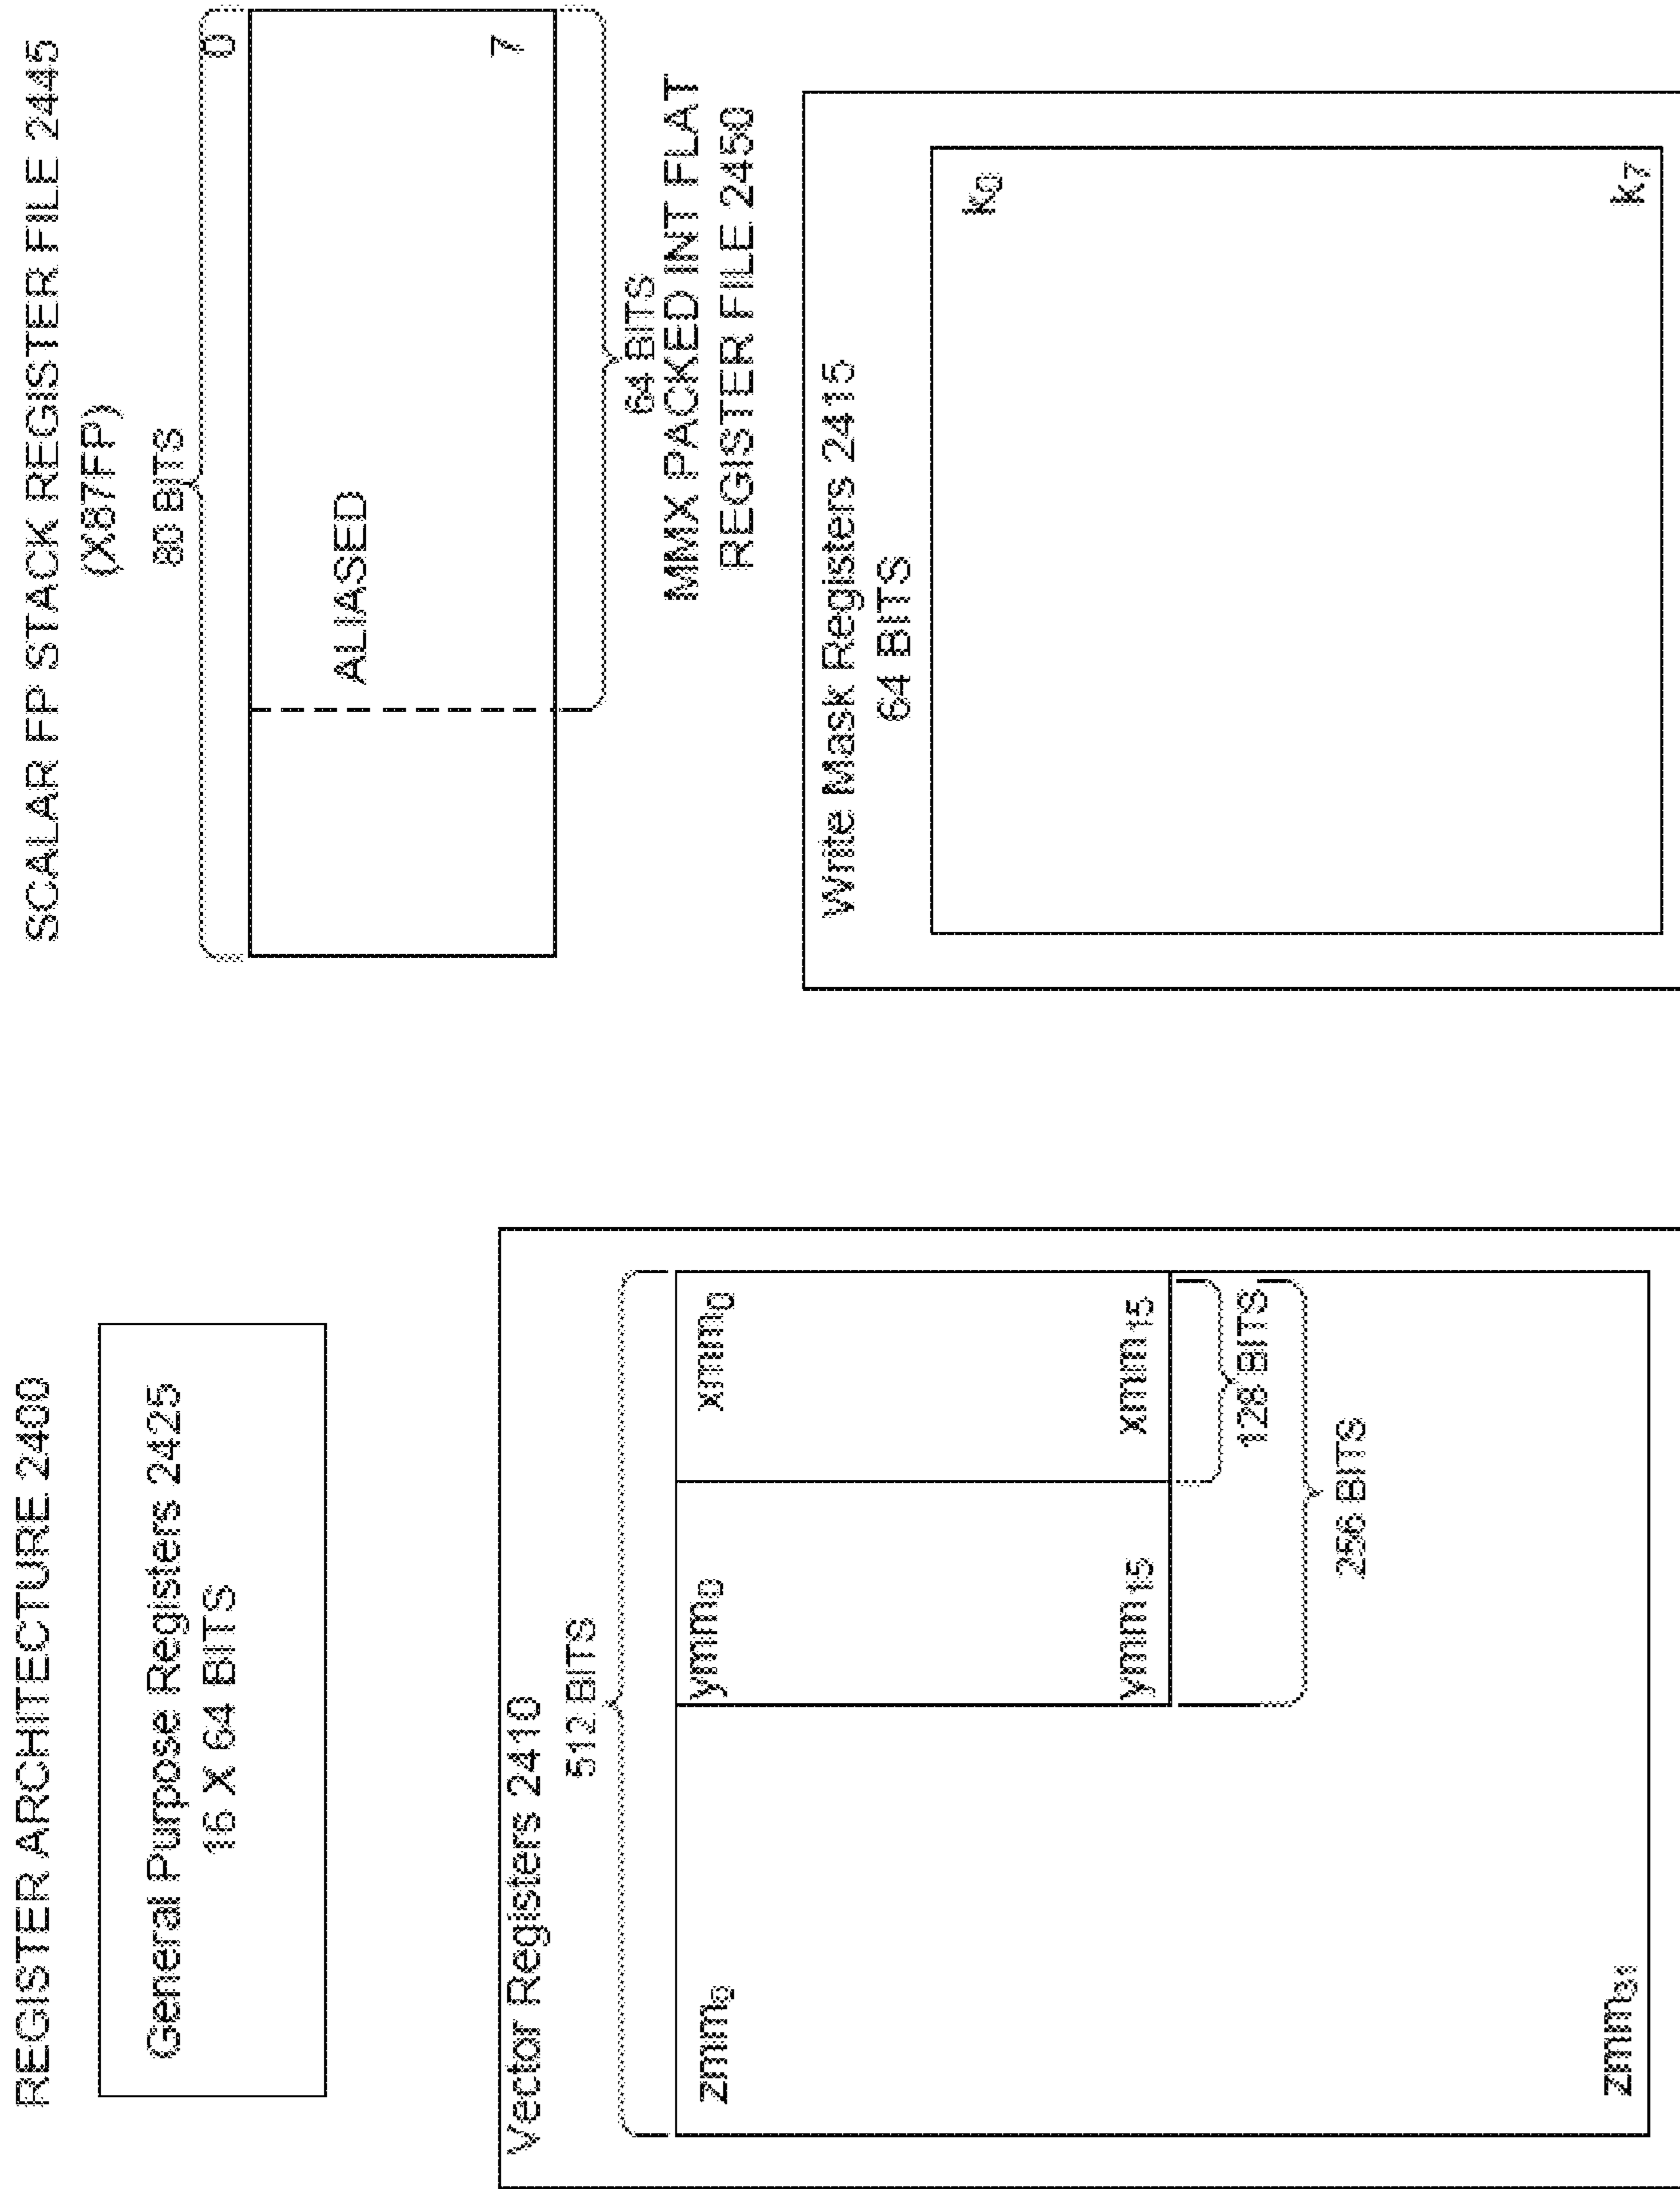 REGISTER ARCHITECTURE 2400
General Purpose Registers 2425
16 X 64 BITS
Vector Registers 2410
512 BITS
zmm0
ymm0
xmm0
ymm15
xmm15
128 BITS
256 BITS
zmm31
SCALAR FP STACK REGISTER FILE 2445
(X87FP)
80 BITS
0
ALIASED
7
64 BITS
MMX PACKED INT FLAT
REGISTER FILE 2450
Write Mask Registers 2415
64 BITS
k0
k7